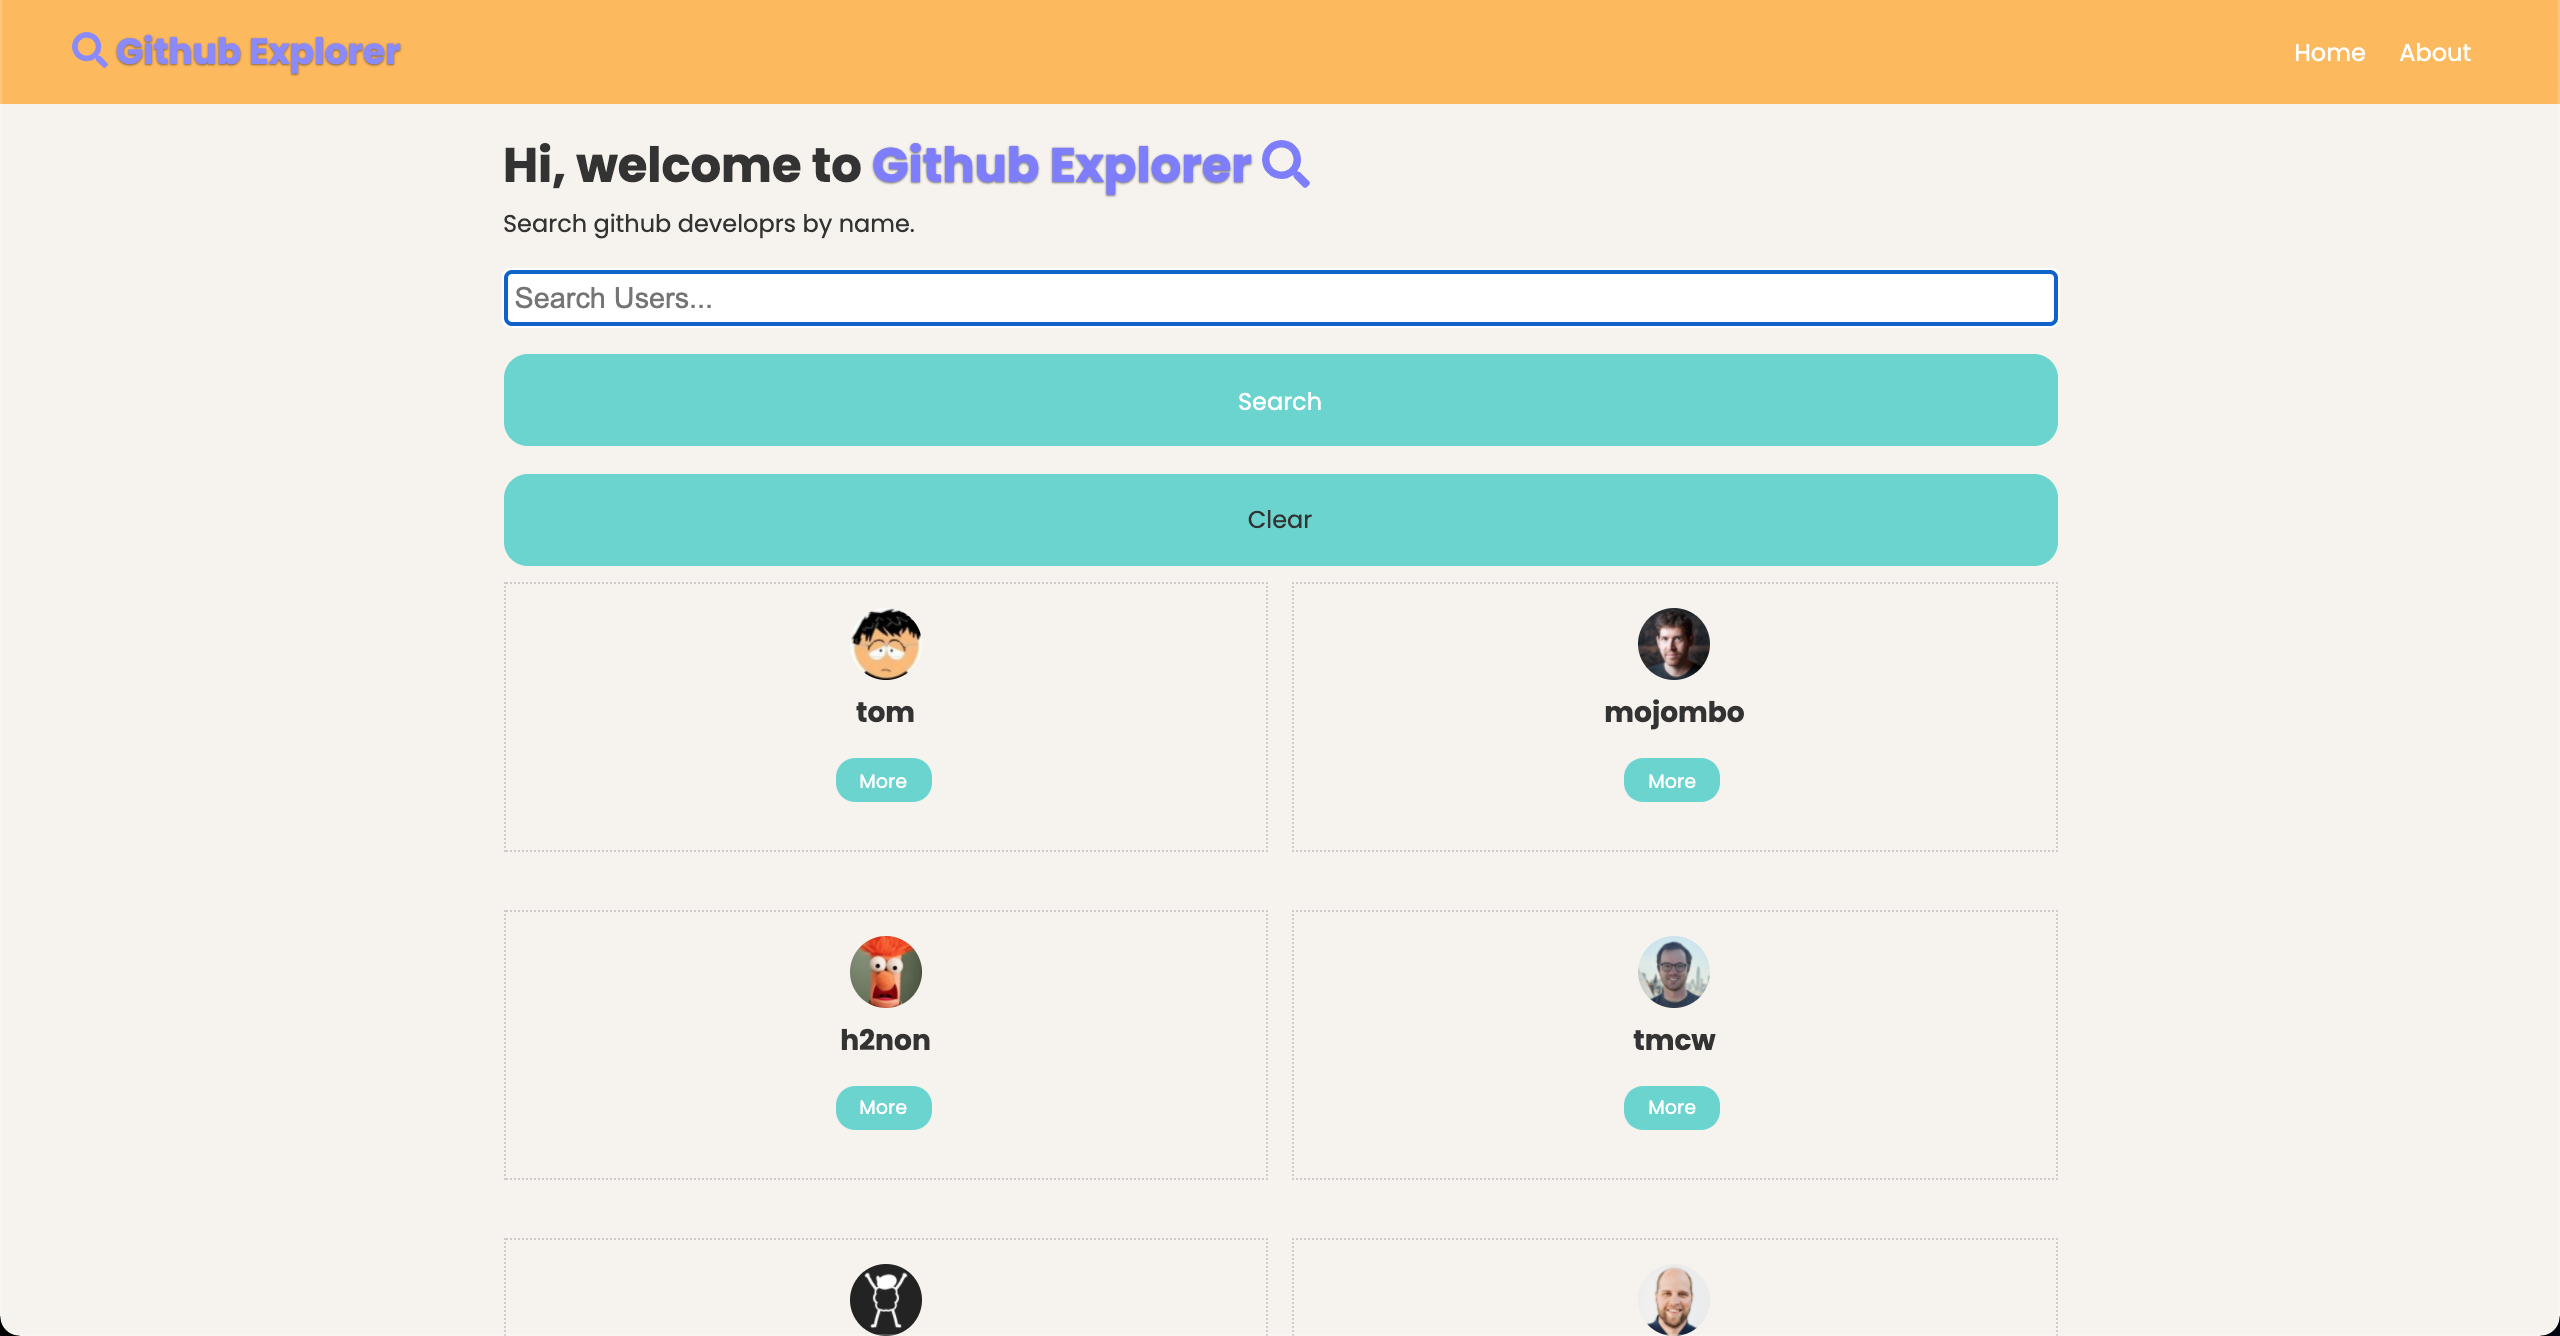 Github Explorer
Home About
Hi, welcome to Github Explorer
Search github developrs by name.
Search Users...
Search
Clear
tom
More
mojombo
More
h2non
More
tmcw
More